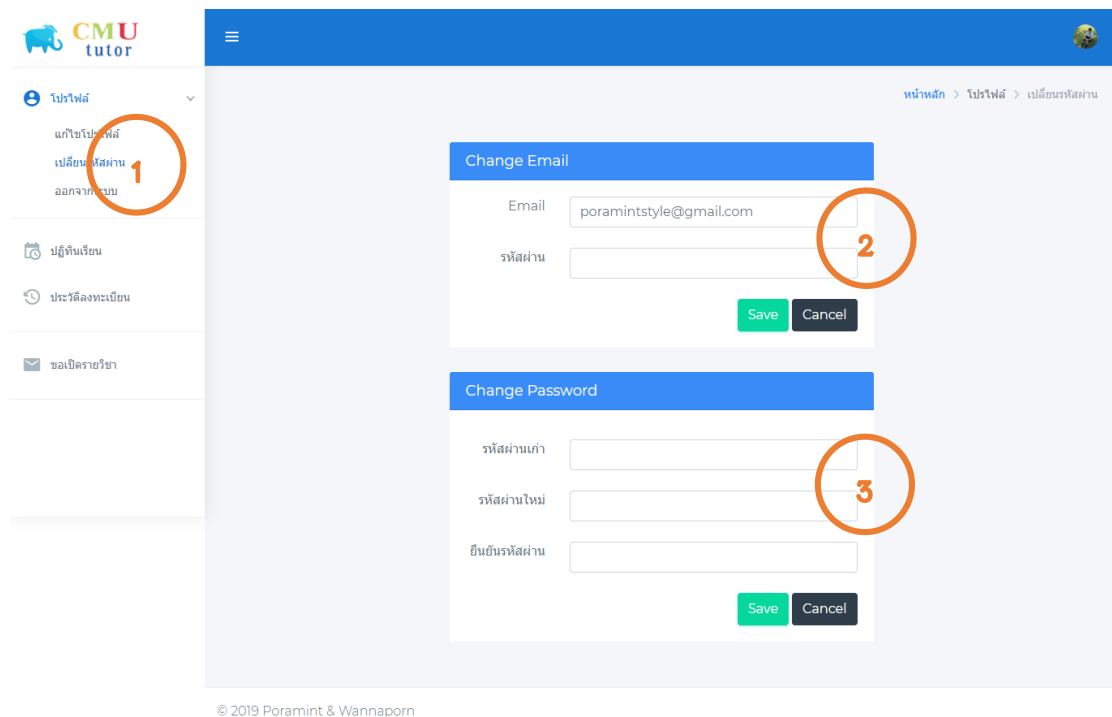 CMU
tutor
หน้าหลัก > โปรไฟล์ > เปลี่ยนรหัสผ่าน
โปรไฟล์
แก้ไขโปรไฟล์
เปลี่ยนรหัสผ่าน
ออกจากระบบ
1
ปฏิทินเรียน
ประวัติลงทะเบียน
ขอเปิดรายวิชา
Change Email
Email poramintstyle@gmail.com
รหัสผ่าน
2
Save Cancel
Change Password
รหัสผ่านเก่า
รหัสผ่านใหม่
3
ยืนยันรหัสผ่าน
Save Cancel
© 2019 Poramint & Wannaporn